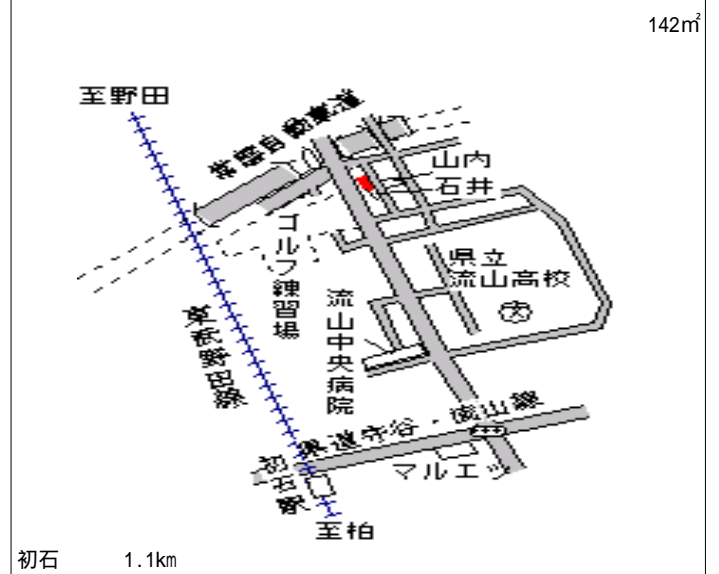 142㎡
至野田
常磐自動車道
山内
石井
ゴルフ練習場
県立
流山高校
流山中央病院
東武野田線
県道守谷・流山線
マルエツ
初石駅
至柏
初石 1.1km